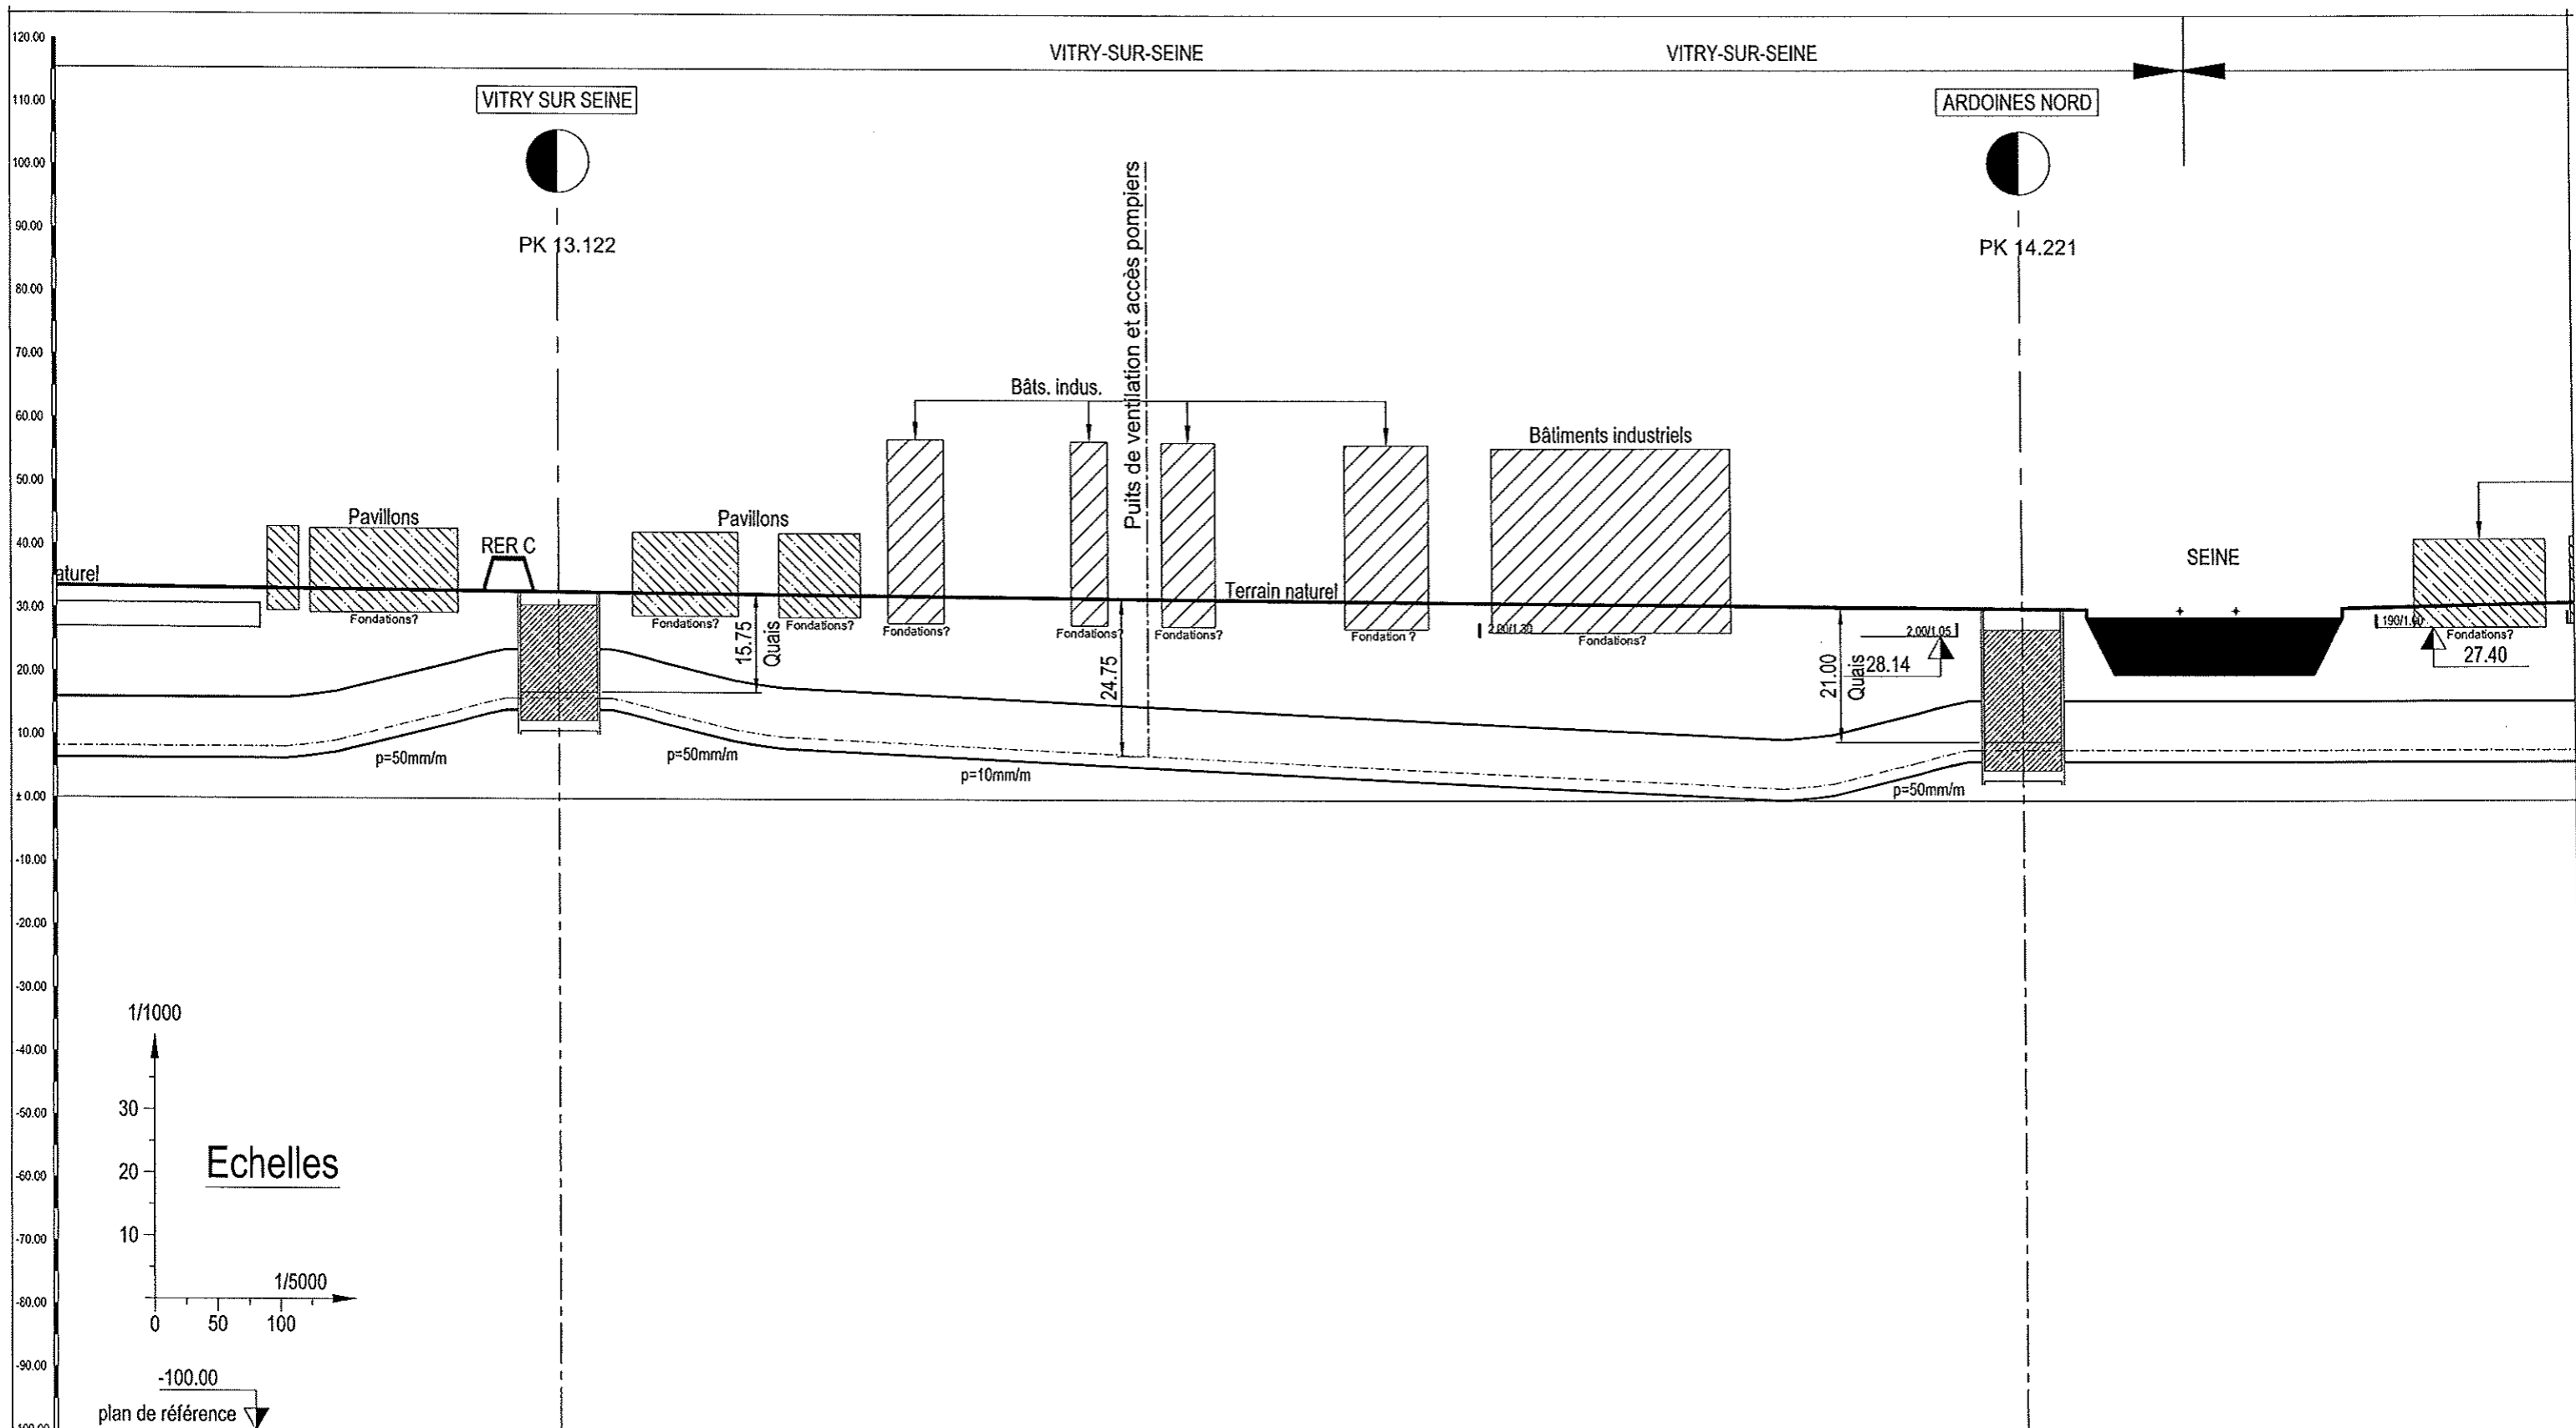 120.00
VITRY-SUR-SEINE
VITRY-SUR-SEINE
110.00
VITRY SUR SEINE
ARDOINES NORD
100.00
90.00
PK 13.122
PK 14.221
Puits de ventilation et accès pompiers
80.00
70.00
60.00
Bâts. indus.
50.00
Bâtiments industriels
40.00
Pavillons
Pavillons
RER C
SEINE
aturel
Terrain naturel
30.00
Fondations?
Fondations?
Fondations?
Fondations?
Fondations?
Fondations?
Fondation ?
Fondations?
2.00/1.05
Fondations?
15.75
Quais
24.75
21.00
Quais
28.14
27.40
20.00
10.00
p=50mm/m
p=50mm/m
p=10mm/m
p=50mm/m
± 0.00
-10.00
-20.00
-30.00
1/1000
-40.00
-50.00
30
Echelles
20
-60.00
10
-70.00
1/5000
-80.00
0 50 100
-90.00
-100.00
plan de référence